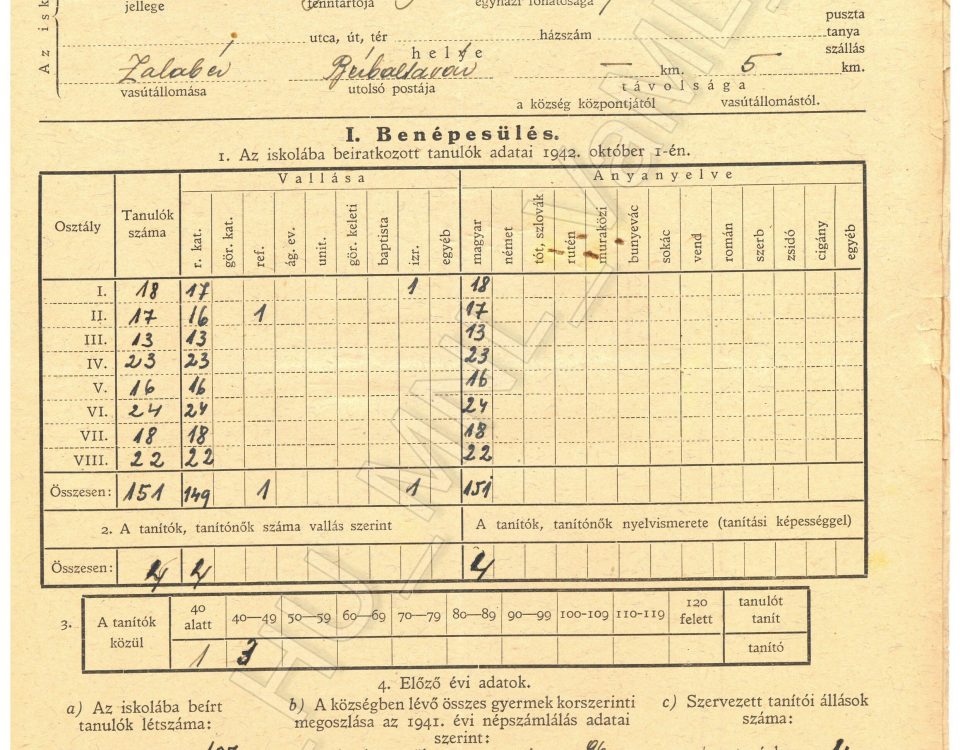 jellege fenntartója egyházi főhatósága puszta
Az isk utca, út, tér házszám tanya
helye szállás
Zalabér — km. 5 km.
vasútállomása utolsó postája távolsága
a község központjától vasútállomástól.
I. Benépesülés.
1. Az iskolába beiratkozott tanulók adatai 1942. október 1-én.
Vallása Anyanyelve
Osztály Tanulók száma r. kat. gör. kat. ref. ág. ev. unit. gör. keleti baptista izr. egyéb magyar német tót, szlovák rutén muraközi bunyevác sokác vend román szerb zsidó cigány egyéb
I. 18 17 1 18
II. 17 16 1 17
III. 13 13 13
IV. 23 23 23
V. 16 16 16
VI. 24 24 24
VII. 18 18 18
VIII. 22 22 22
Összesen: 151 149 1 1 151
2. A tanítók, tanítónők száma vallás szerint A tanítók, tanítónők nyelvismerete (tanítási képességgel)
Összesen: 4 4 4
3. A tanítók közül 40 alatt 40—49 50—59 60—69 70—79 80—89 90—99 100-109 110-119 120 felett tanulót tanít
1 3 tanító
4. Előző évi adatok.
a) Az iskolába beírt tanulók létszáma:
b) A községben lévő összes gyermek korszerinti megoszlása az 1941. évi népszámlálás adatai szerint:
c) Szervezett tanítói állások száma:
HU_MNL_VaML